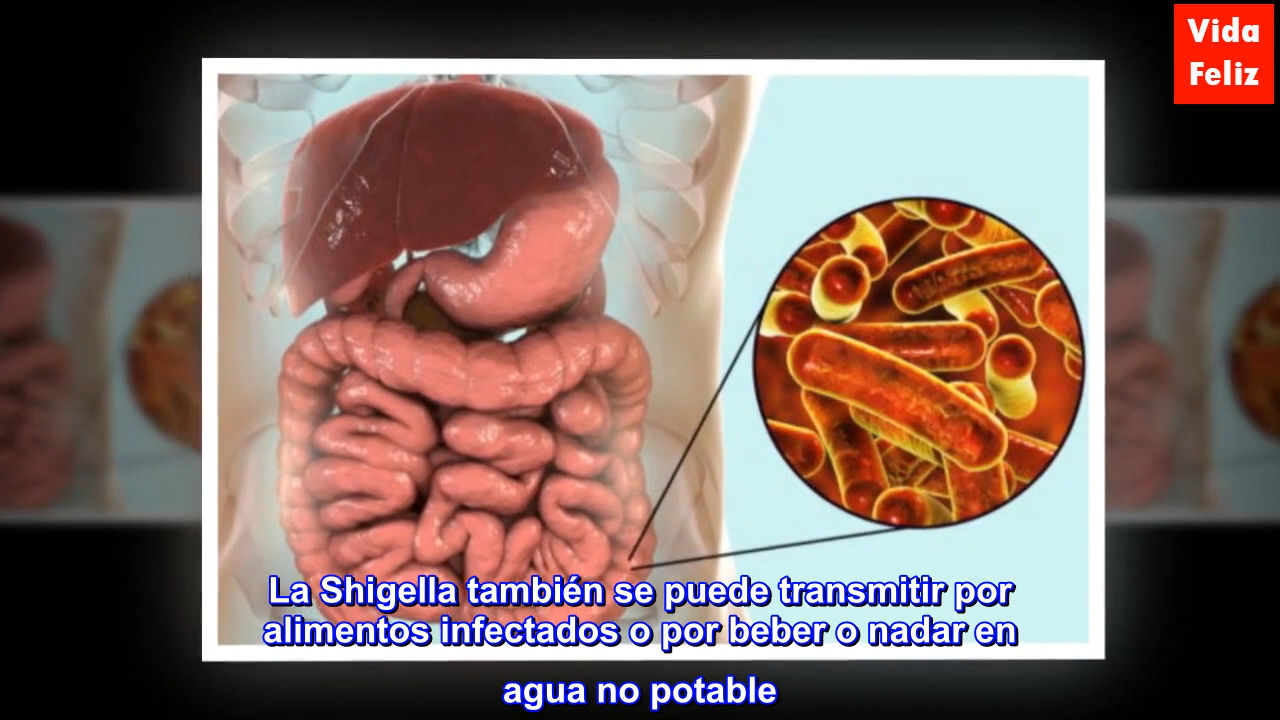 Vida
Feliz
La Shigella también se puede transmitir por
alimentos infectados o por beber o nadar en
agua no potable